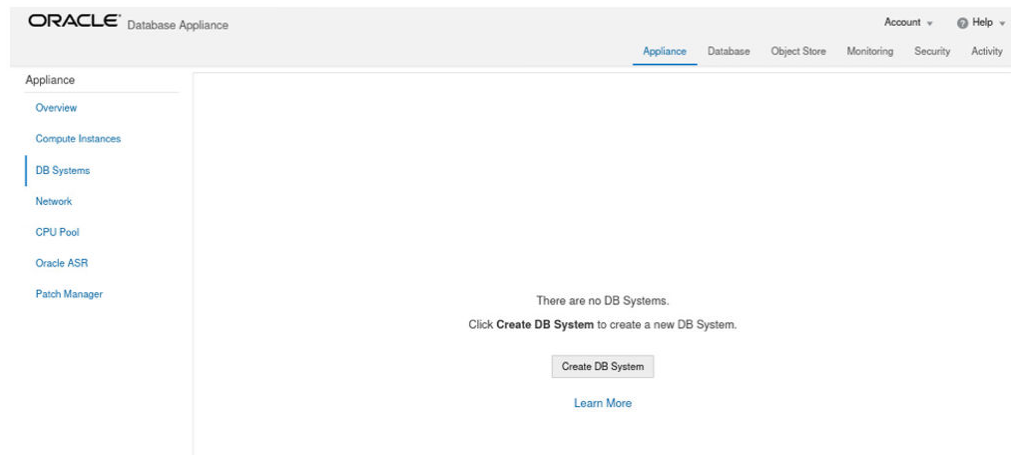 ORACLE® Database Appliance
Account
Help
Appliance Database Object Store Monitoring Security Activity
Appliance
Overview
Compute Instances
DB Systems
Network
CPU Pool
Oracle ASR
Patch Manager
There are no DB Systems.
Click Create DB System to create a new DB System.
Create DB System
Learn More